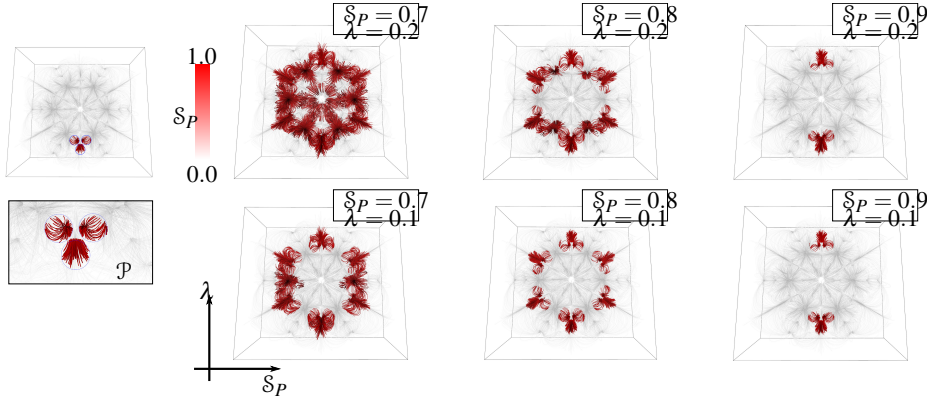 𝒮_P = 0.7
λ = 0.2
𝒮_P = 0.8
λ = 0.2
𝒮_P = 0.9
λ = 0.2
1.0
𝒮_P
0.0
𝒫
𝒮_P = 0.7
λ = 0.1
𝒮_P = 0.8
λ = 0.1
𝒮_P = 0.9
λ = 0.1
λ
𝒮_P